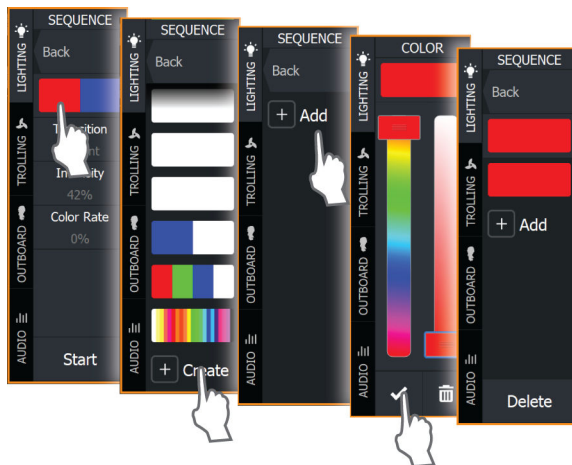 SEQUENCE
Back
Intensity
42%
Color Rate
0%
Start
LIGHTING
TROLLING
OUTBOARD
AUDIO
SEQUENCE
Back
Create
LIGHTING
TROLLING
OUTBOARD
AUDIO
SEQUENCE
Back
Add
LIGHTING
TROLLING
OUTBOARD
AUDIO
COLOR
LIGHTING
TROLLING
OUTBOARD
AUDIO
SEQUENCE
Back
Add
Delete
LIGHTING
TROLLING
OUTBOARD
AUDIO